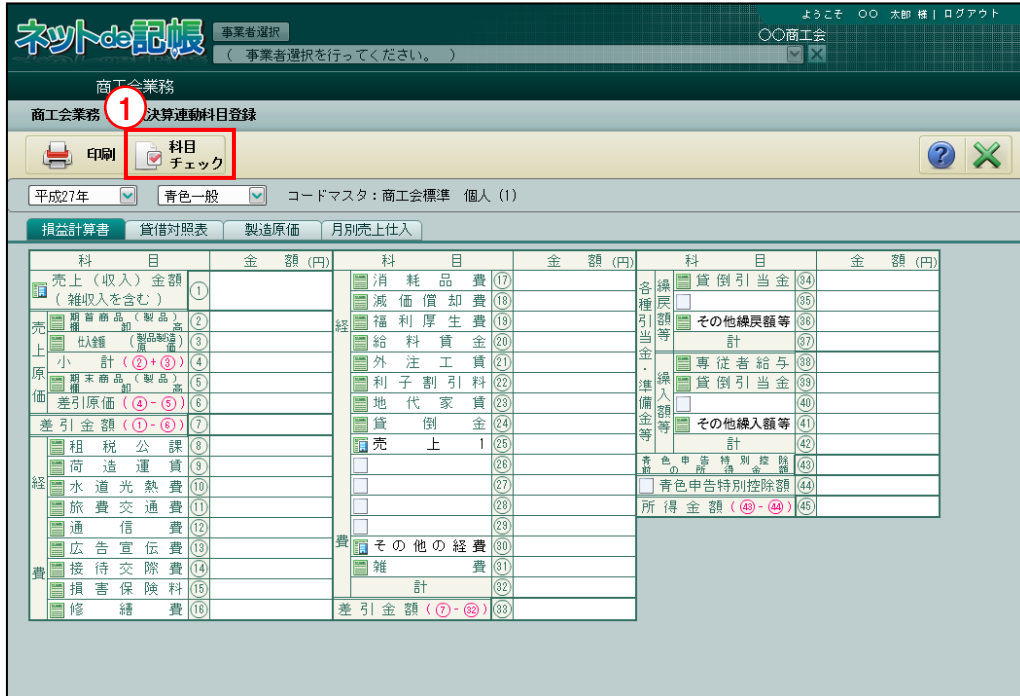 ようこそ 〇〇 太郎 様 | ログアウト
ネットde記帳
事業者選択
〇〇商工会
( 事業者選択を行ってください。 )
商工会業務
1
商工会業務
決算連動科目登録
印刷
科目
チェック
平成27年
青色一般
コードマスタ:商工会標準 個人 (1)
損益計算書
貸借対照表
製造原価
月別売上仕入
科 目 金 額 (円)
売上(収入)金額
(雑収入を含む) ①
売上原価
期首商品(製品)棚卸高 ②
仕入金額 (製品製造原価) ③
小 計 (②+③) ④
期末商品(製品)棚卸高 ⑤
差引原価 (④-⑤) ⑥
差引金額 (①-⑥) ⑦
経費
租税公課 ⑧
荷造運賃 ⑨
水道光熱費 ⑩
旅費交通費 ⑪
通信費 ⑫
広告宣伝費 ⑬
接待交際費 ⑭
損害保険料 ⑮
修繕費 ⑯
科 目 金 額 (円)
経費
消耗品費 ⑰
減価償却費 ⑱
福利厚生費 ⑲
給料賃金 ⑳
外注工賃 ㉑
利子割引料 ㉒
地代家賃 ㉓
貸倒金 ㉔
売上1 ㉕
㉖
㉗
㉘
㉙
その他の経費 ㉚
雑費 ㉛
計 ㉜
差引金額 (⑦-㉜) ㉝
科 目 金 額 (円)
各種引当金・準備金等
繰戻額等
貸倒引当金 ㉞
㉟
その他繰戻額等 ㊱
計 ㊲
繰入額等
専従者給与 ㊳
貸倒引当金 ㊴
㊵
その他繰入額等 ㊶
計 ㊷
青色申告特別控除
前の所得金額 ㊸
青色申告特別控除額 ㊹
所得金額 (㊸-㊹) ㊺